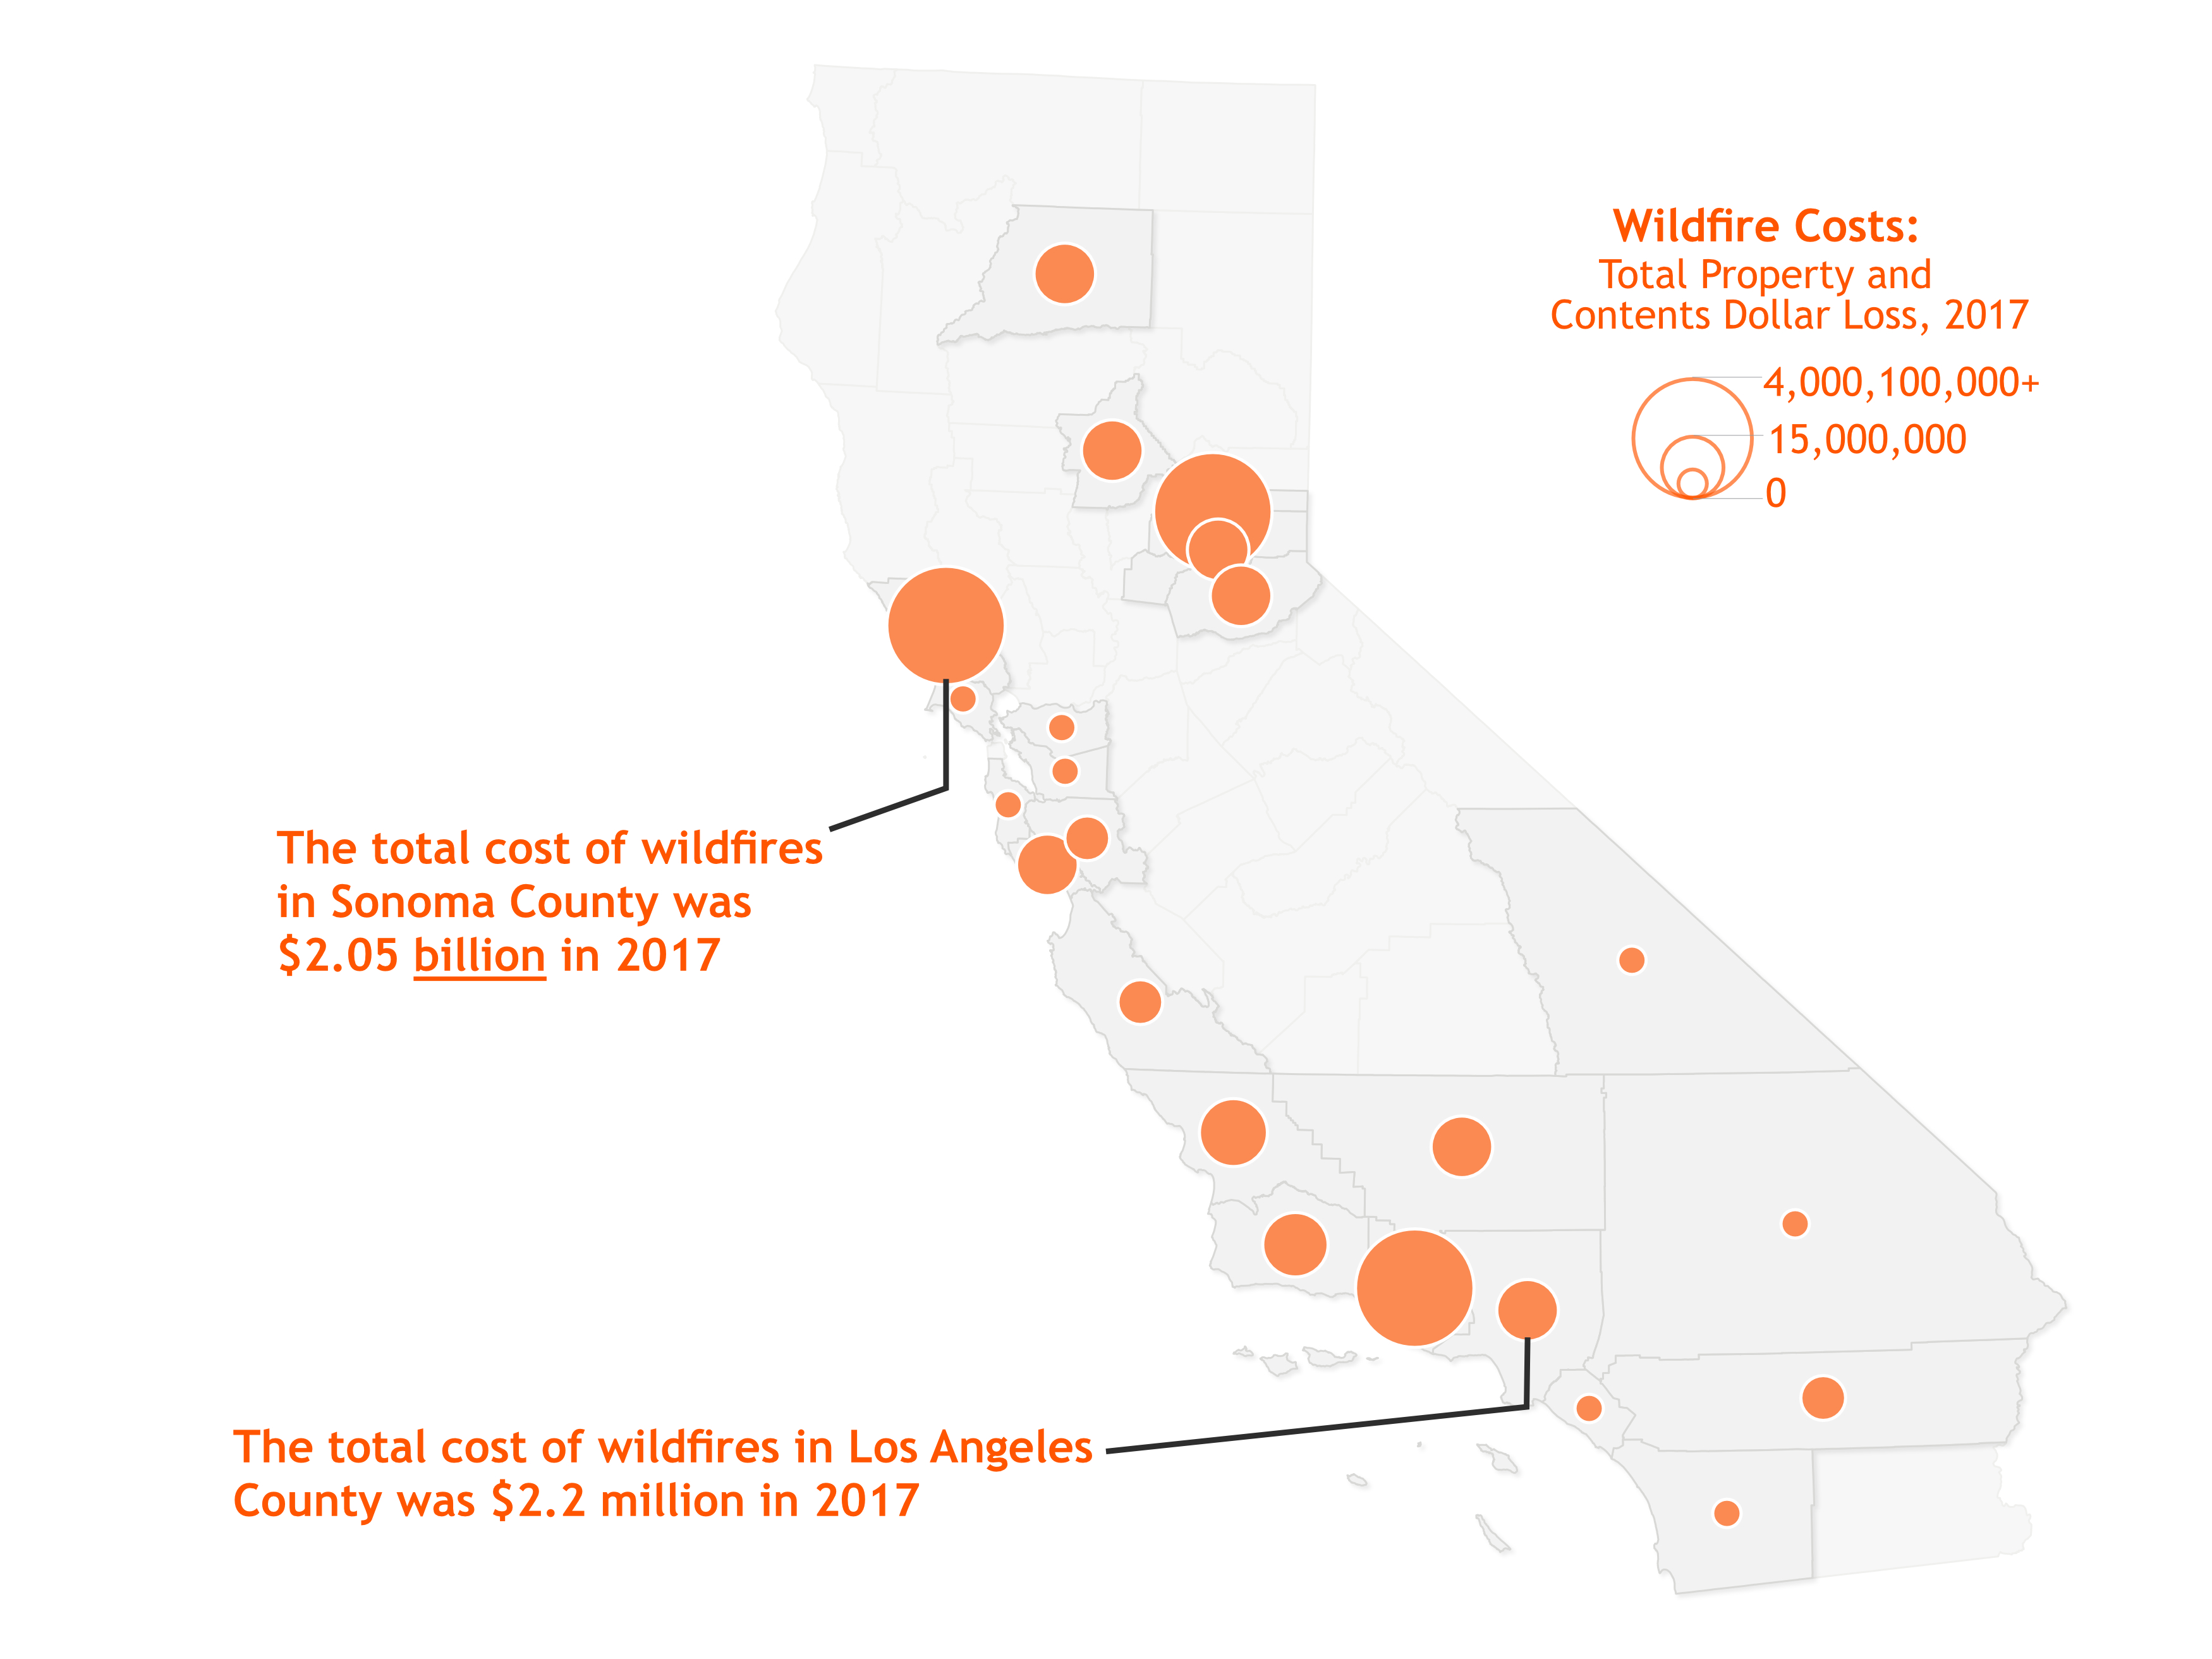 Wildfire Costs:
Total Property and
Contents Dollar Loss, 2017
4,000,100,000+
15,000,000
0
The total cost of wildfires
in Sonoma County was
$2.05 billion in 2017
The total cost of wildfires in Los Angeles
County was $2.2 million in 2017